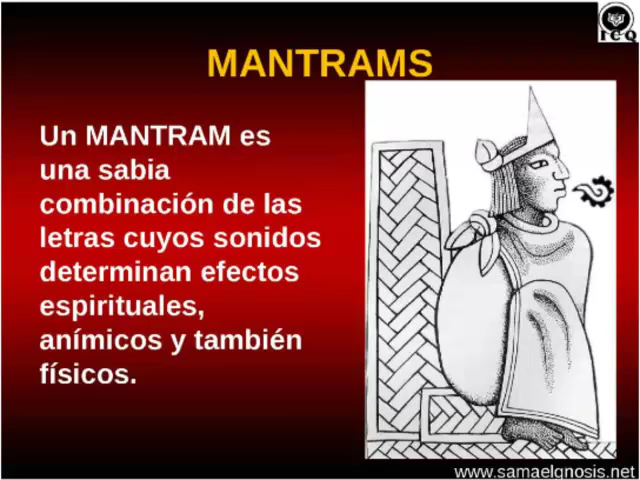 ICQ
MANTRAMS
Un MANTRAM es
una sabia
combinación de las
letras cuyos sonidos
determinan efectos
espirituales,
anímicos y también
físicos.
www.samaelgnosis.net